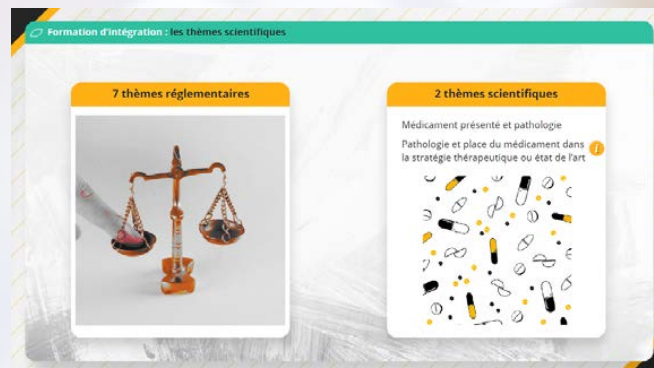 Formation d'intégration : les thèmes scientifiques
7 thèmes réglementaires
2 thèmes scientifiques
Médicament présenté et pathologie
Pathologie et place du médicament dans
la stratégie thérapeutique ou état de l'art
i